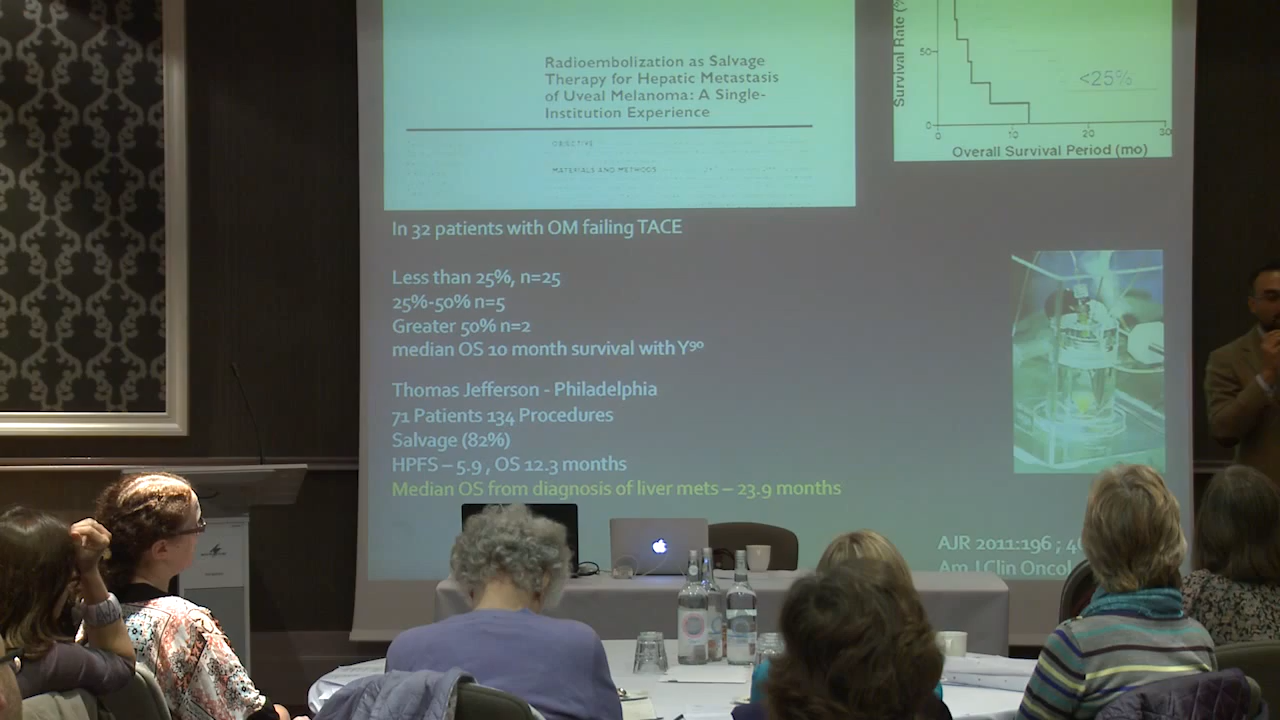 Radioembolization as Salvage
Therapy for Hepatic Metastasis
of Uveal Melanoma: A Single-
Institution Experience
OBJECTIVE
MATERIALS AND METHODS
Survival Rate
50
0
<25%
0 10 20 30
Overall Survival Period (mo)
In 32 patients with OM failing TACE
Less than 25%, n=25
25%-50% n=5
Greater 50% n=2
median OS 10 month survival with Y90
Thomas Jefferson - Philadelphia
71 Patients 134 Procedures
Salvage (82%)
HPFS – 5.9 , OS 12.3 months
Median OS from diagnosis of liver mets – 23.9 months
AJR 2011:196 ;
Am J Clin Oncol